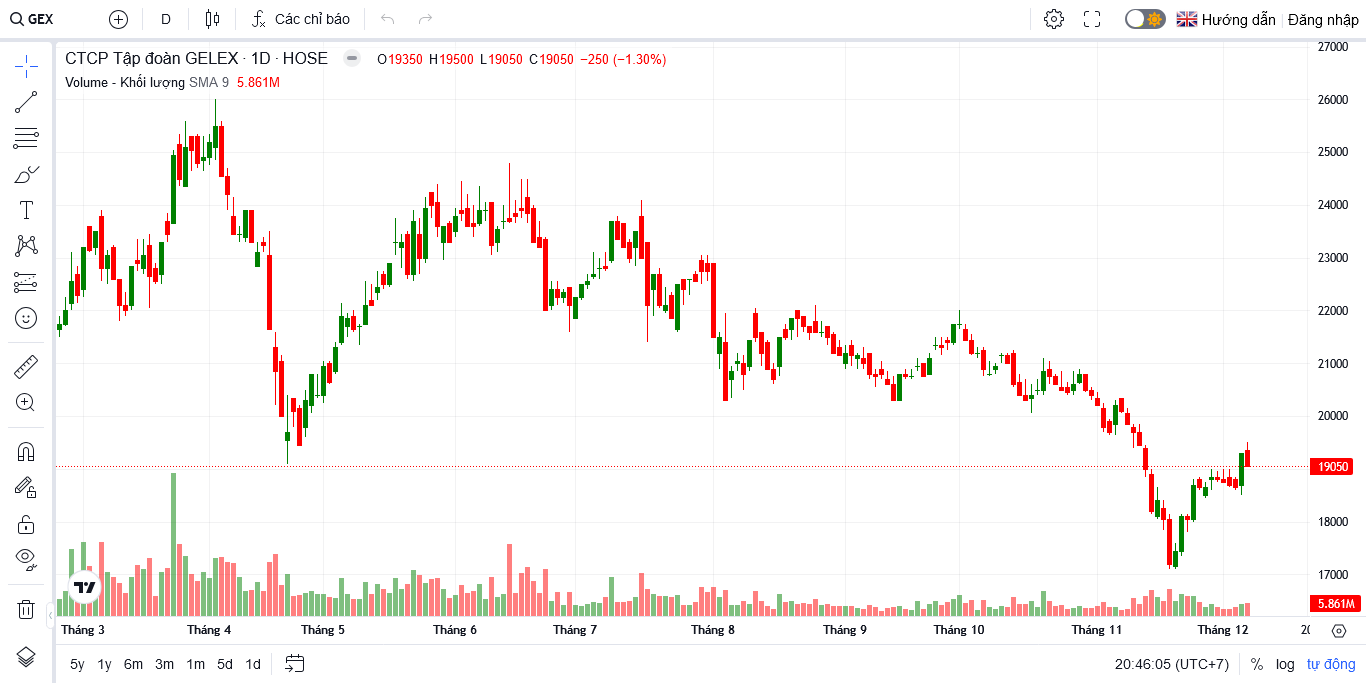 GEX D Các chỉ báo Hướng dẫn Đăng nhập
CTCP Tập đoàn GELEX · 1D · HOSE O19350 H19500 L19050 C19050 −250 (−1.30%)
Volume - Khối lượng SMA 9 5.861M
27000
26000
25000
24000
23000
22000
21000
20000
19050
18000
17000
5.861M
Tháng 3 Tháng 4 Tháng 5 Tháng 6 Tháng 7 Tháng 8 Tháng 9 Tháng 10 Tháng 11 Tháng 12
5y 1y 6m 3m 1m 5d 1d 20:46:05 (UTC+7) % log tự động